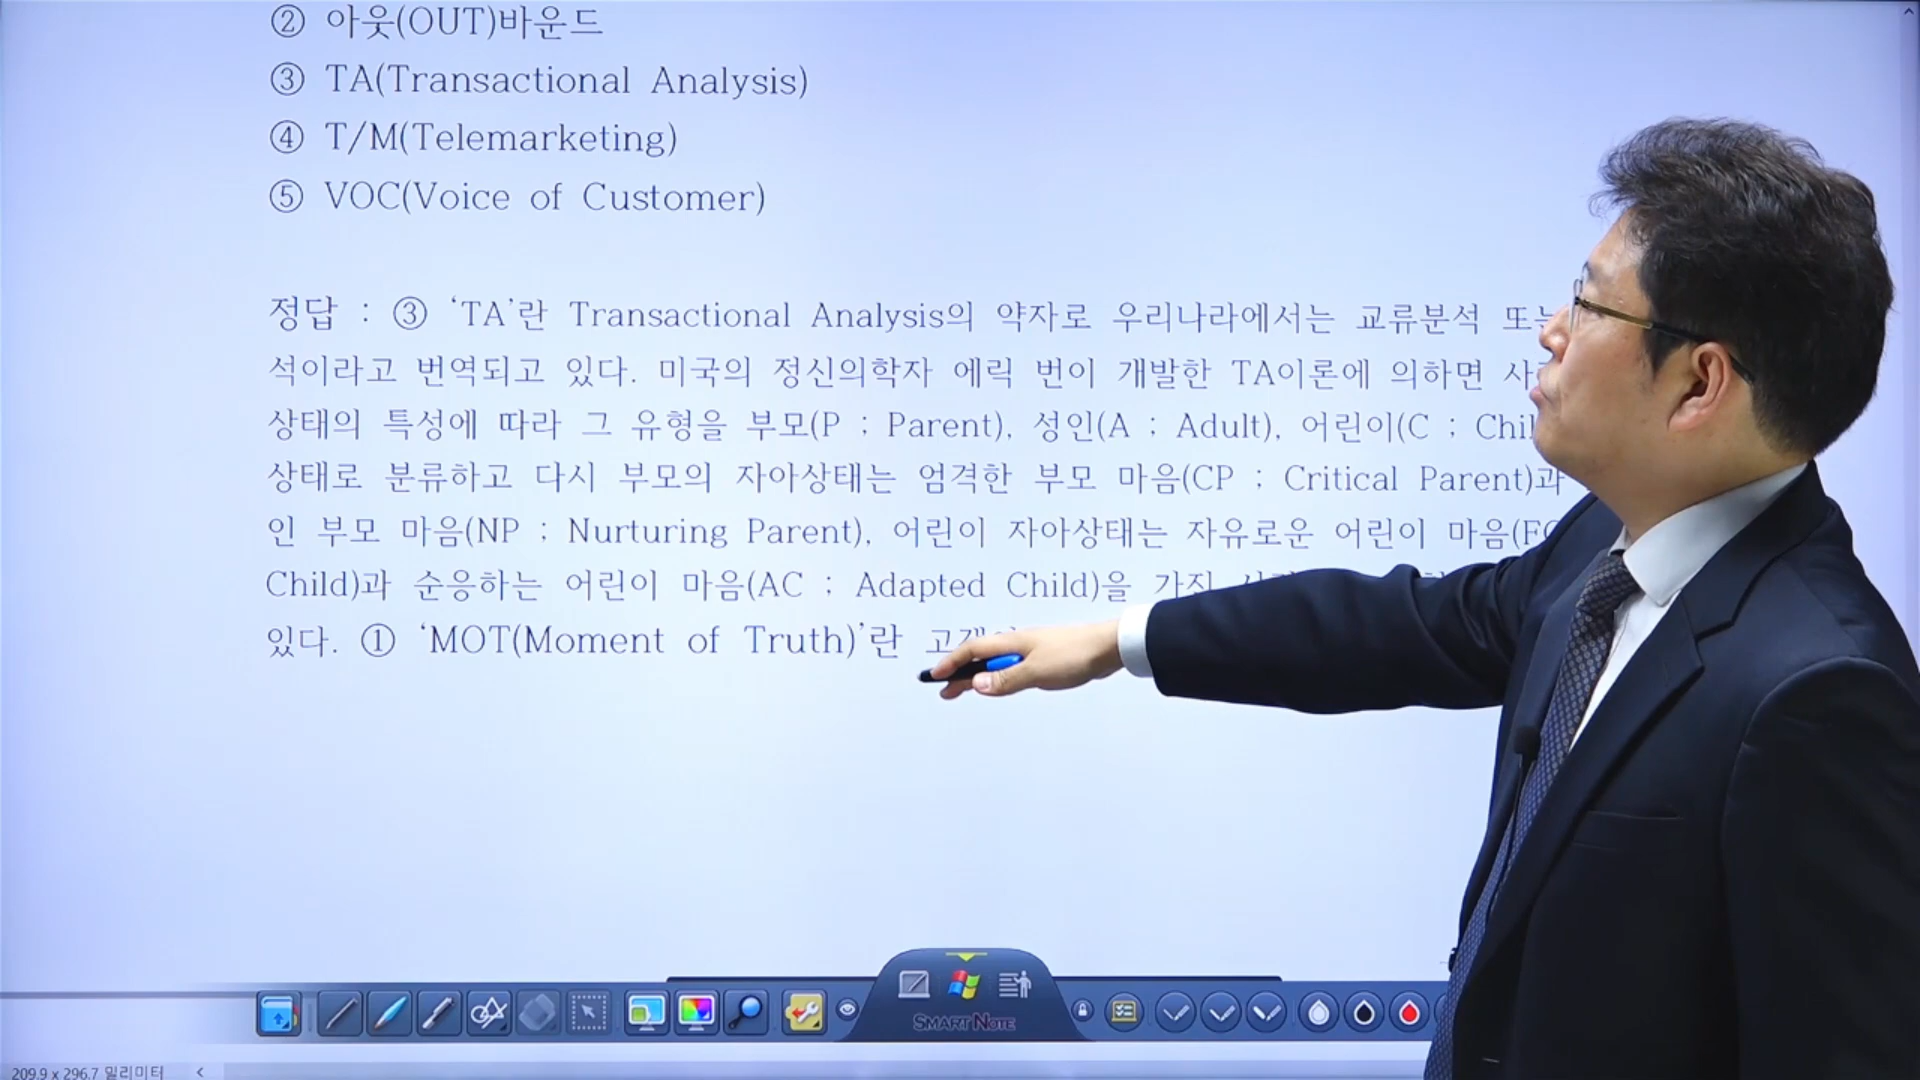 ② 아웃(OUT)바운드
③ TA(Transactional Analysis)
④ T/M(Telemarketing)
⑤ VOC(Voice of Customer)
정답 : ③ ‘TA’란 Transactional Analysis의 약자로 우리나라에서는 교류분석 또는
석이라고 번역되고 있다. 미국의 정신의학자 에릭 번이 개발한 TA이론에 의하면
상태의 특성에 따라 그 유형을 부모(P ; Parent), 성인(A ; Adult), 어린이(C ;
상태로 분류하고 다시 부모의 자아상태는 엄격한 부모 마음(CP ; Critical Parent)과
인 부모 마음(NP ; Nurturing Parent), 어린이 자아상태는 자유로운 어린이
Child)과 순응하는 어린이 마음(AC ; Adapted Child)을
있다. ① ‘MOT(Moment of Truth)’란
SMART NOTE
209.9 x 296.7 밀리미터